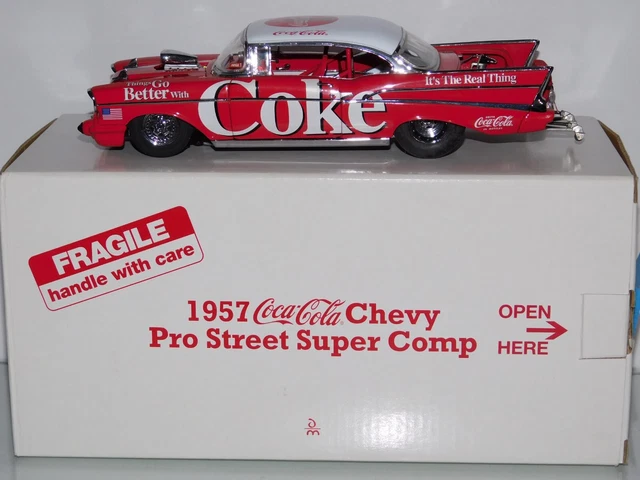 Coca-Cola
Things Go
Better With
Coke
It's The Real Thing
Coca-Cola
FRAGILE
handle with care
1957 Coca-Cola Chevy
Pro Street Super Comp
OPEN
HERE